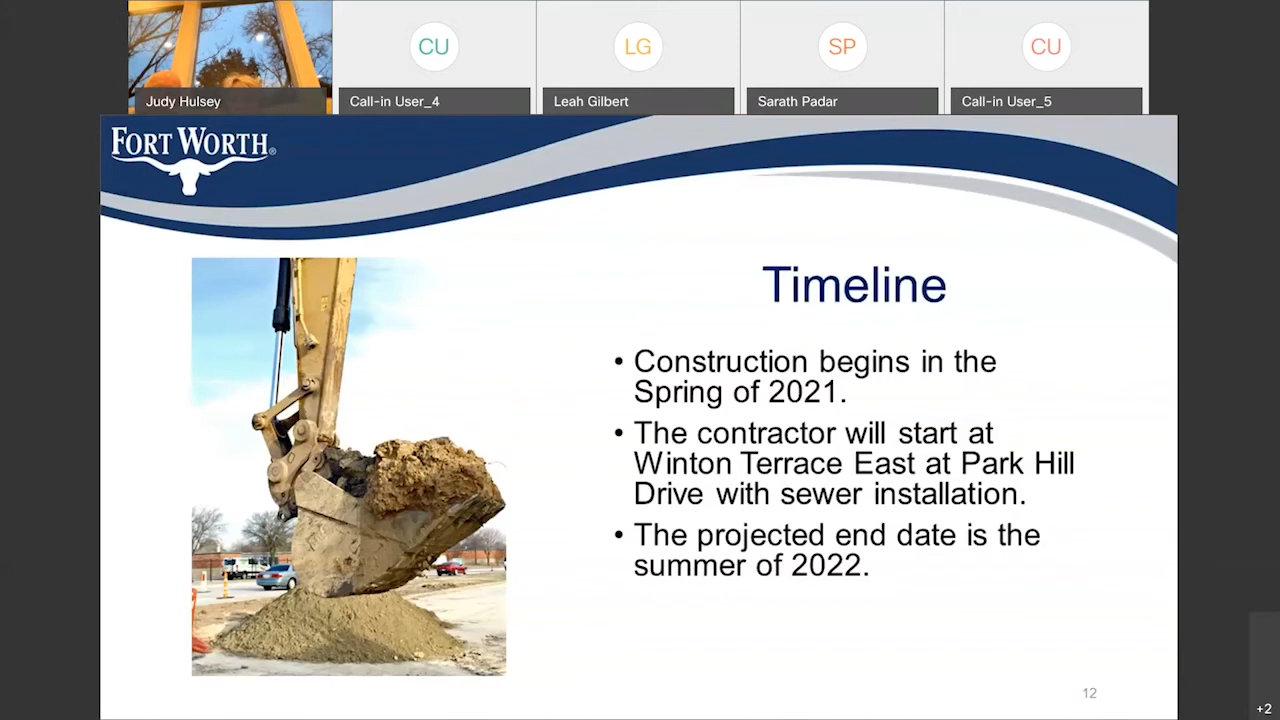 CU
LG
SP
CU
Judy Hulsey
Call-in User_4
Leah Gilbert
Sarath Padar
Call-in User_5
FORT WORTH®
Timeline
• Construction begins in the
Spring of 2021.
• The contractor will start at
Winton Terrace East at Park Hill
Drive with sewer installation.
• The projected end date is the
summer of 2022.
12
+2